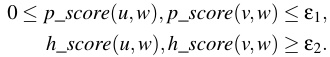 0 ≤ p_score(u,w), p_score(v,w) ≤ ε₁,
h_score(u,w), h_score(v,w) ≥ ε₂.